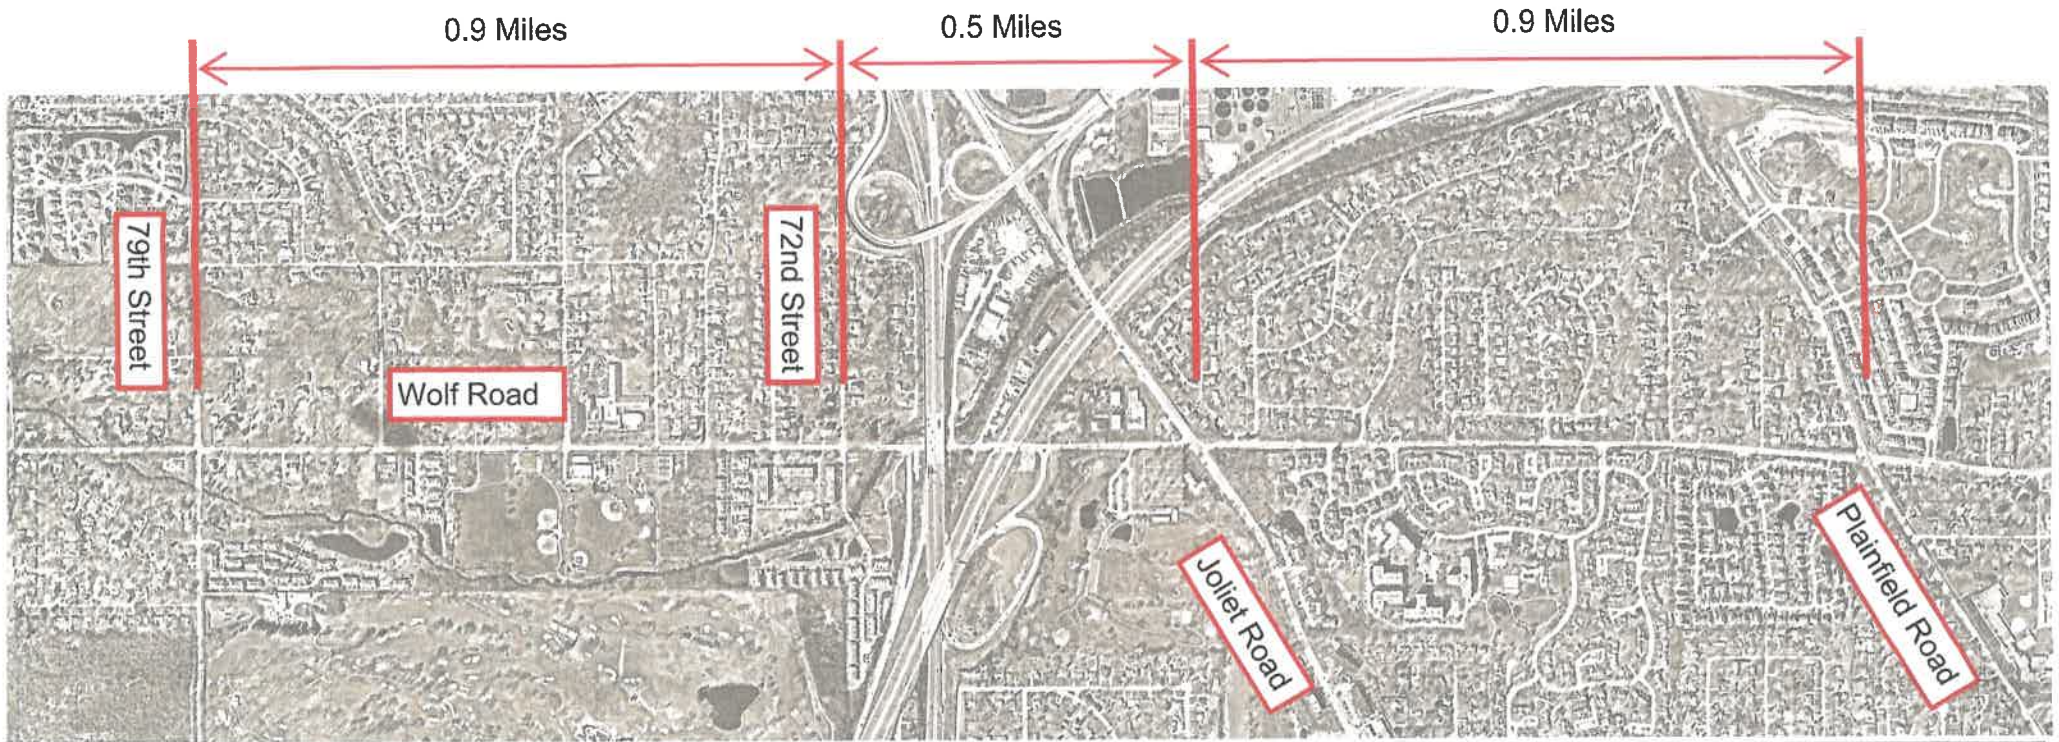 0.9 Miles
0.5 Miles
0.9 Miles
79th Street
72nd Street
Wolf Road
Joliet Road
Plainfield Road